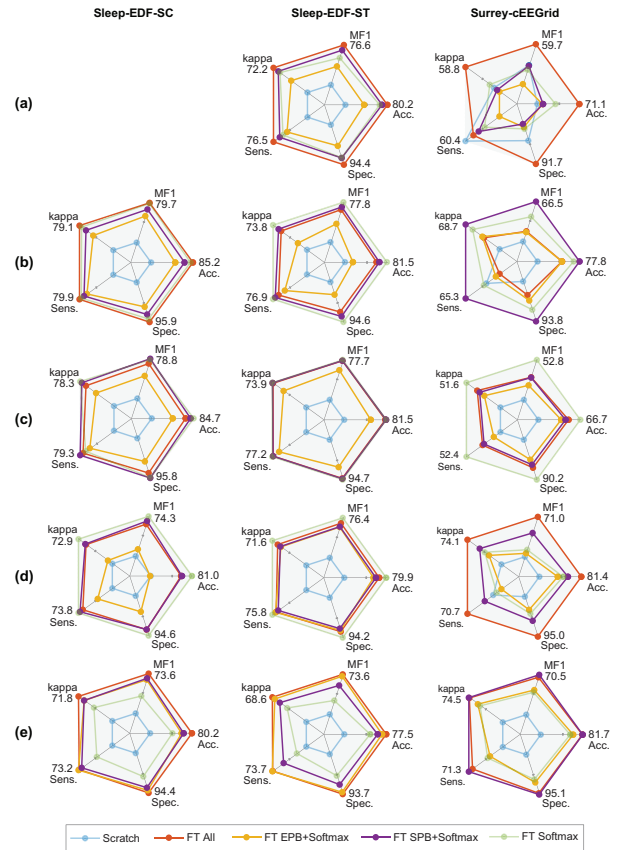 Sleep-EDF-SC Sleep-EDF-ST Surrey-cEEGrid
(a)
MF1 76.6 kappa 72.2 80.2 Acc. 76.5 Sens. 94.4 Spec.
MF1 59.7 kappa 58.8 71.1 Acc. 60.4 Sens. 91.7 Spec.
(b)
MF1 79.7 kappa 79.1 85.2 Acc. 79.9 Sens. 95.9 Spec.
MF1 77.8 kappa 73.8 81.5 Acc. 76.9 Sens. 94.6 Spec.
MF1 66.5 kappa 68.7 77.8 Acc. 65.3 Sens. 93.8 Spec.
(c)
MF1 78.8 kappa 78.3 84.7 Acc. 79.3 Sens. 95.8 Spec.
MF1 77.7 kappa 73.9 81.5 Acc. 77.2 Sens. 94.7 Spec.
MF1 52.8 kappa 51.6 66.7 Acc. 52.4 Sens. 90.2 Spec.
(d)
MF1 74.3 kappa 72.9 81.0 Acc. 73.8 Sens. 94.6 Spec.
MF1 76.4 kappa 71.6 79.9 Acc. 75.8 Sens. 94.2 Spec.
MF1 71.0 kappa 74.1 81.4 Acc. 70.7 Sens. 95.0 Spec.
(e)
MF1 73.6 kappa 71.8 80.2 Acc. 73.2 Sens. 94.4 Spec.
MF1 73.6 kappa 68.6 77.5 Acc. 73.7 Sens. 93.7 Spec.
MF1 70.5 kappa 74.5 81.7 Acc. 71.3 Sens. 95.1 Spec.
Scratch FT All FT EPB+Softmax FT SPB+Softmax FT Softmax